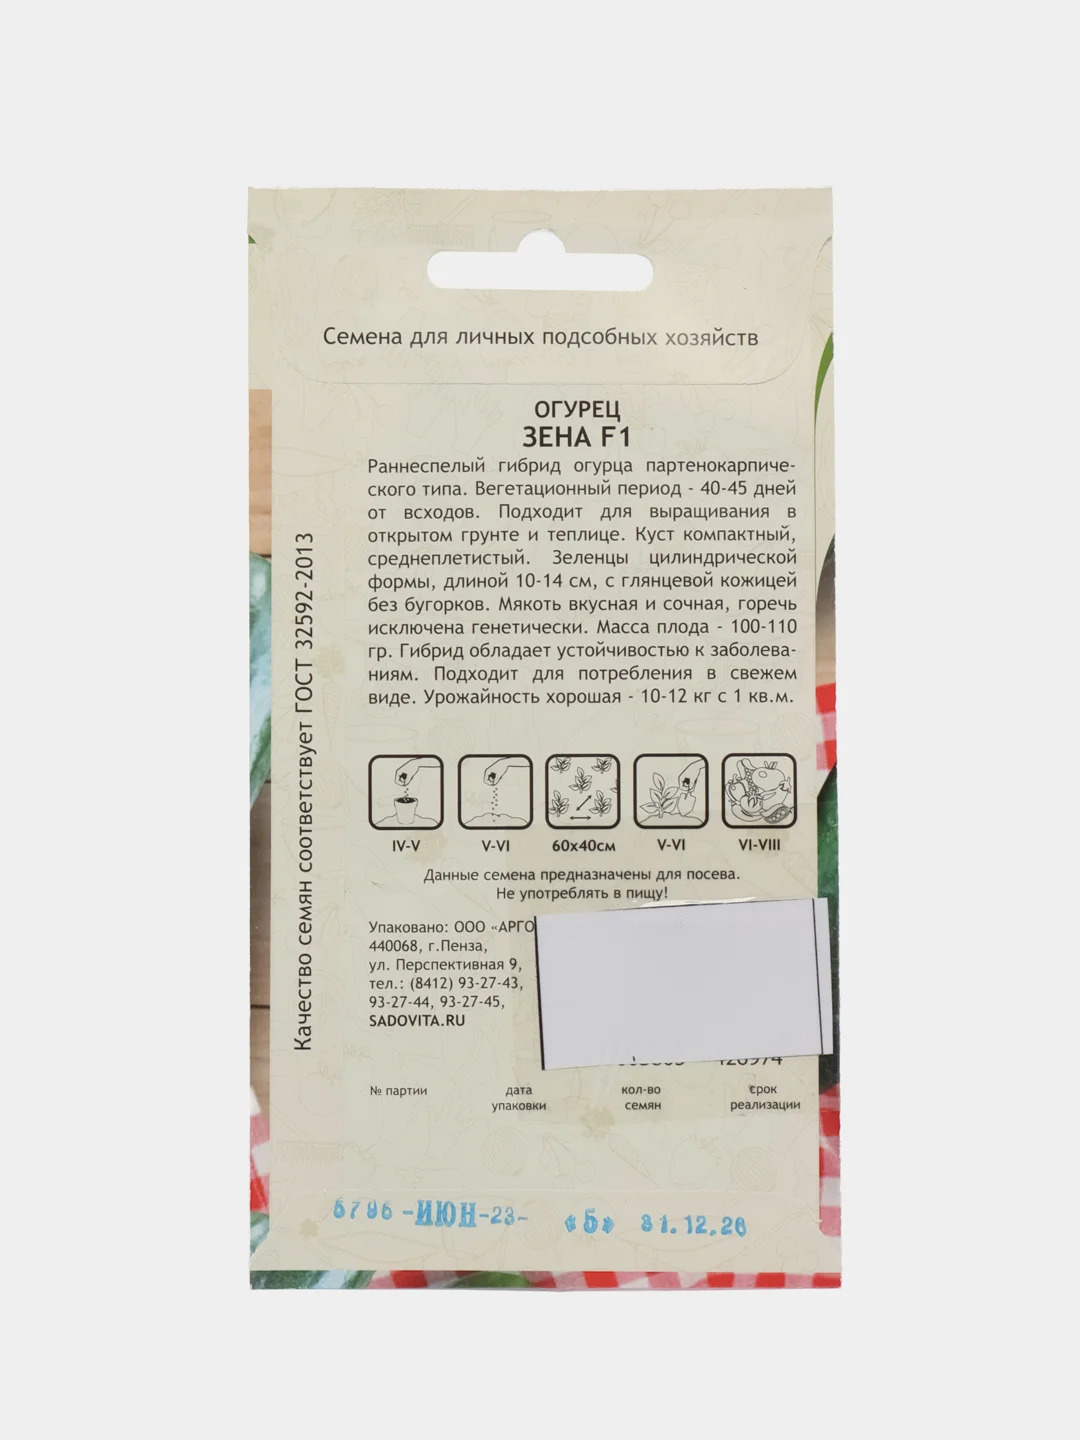 Семена для личных подсобных хозяйств
ОГУРЕЦ
ЗЕНА F1
Раннеспелый гибрид огурца партенокарпиче-
ского типа. Вегетационный период - 40-45 дней
от всходов. Подходит для выращивания в
открытом грунте и теплице. Куст компактный,
среднеплетистый. Зеленцы цилиндрической
формы, длиной 10-14 см, с глянцевой кожицей
без бугорков. Мякоть вкусная и сочная, горечь
исключена генетически. Масса плода - 100-110
гр. Гибрид обладает устойчивостью к заболева-
ниям. Подходит для потребления в свежем
виде. Урожайность хорошая - 10-12 кг с 1 кв.м.
Качество семян соответствует ГОСТ 32592-2013
IV-V V-VI 60х40см V-VI VI-VIII
Данные семена предназначены для посева.
Не употреблять в пищу!
Упаковано: ООО «АРГО
440068, г.Пенза,
ул. Перспективная 9,
тел.: (8412) 93-27-43,
93-27-44, 93-27-45,
SADOVITA.RU
№ партии дата упаковки кол-во семян срок реализации
-ИЮН-23- «5» 31.12.26